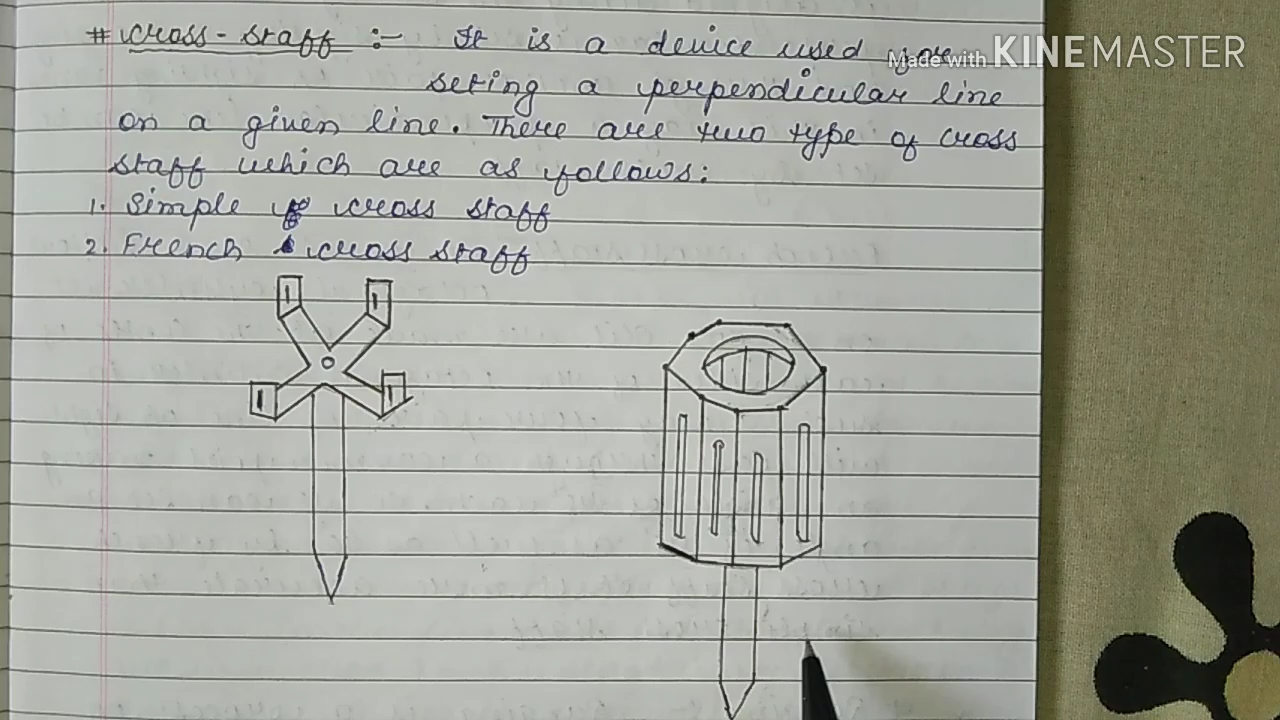 # Cross-staff :- It is a device used for
Made with KINEMASTER
seting a perpendicular line
on a given line. There are two type of cross
staff which are as follows:
1. Simple cross staff
2. French cross staff